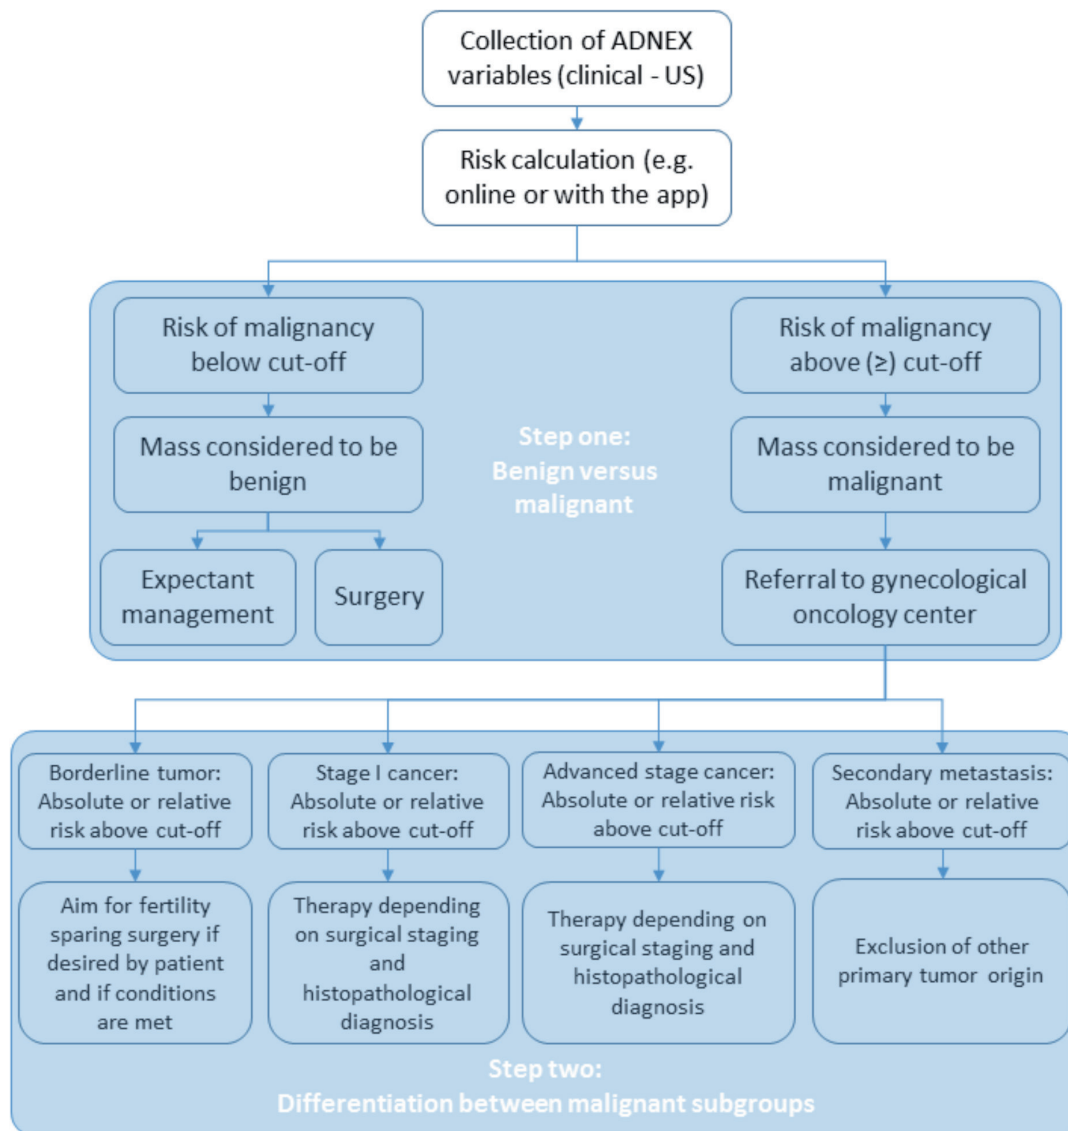 Collection of ADNEX
variables (clinical - US)
Risk calculation (e.g.
online or with the app)
Risk of malignancy
below cut-off
Risk of malignancy
above (≥) cut-off
Mass considered to be
benign
Step one:
Benign versus
malignant
Mass considered to be
malignant
Expectant
management
Surgery
Referral to gynecological
oncology center
Borderline tumor:
Absolute or relative
risk above cut-off
Stage I cancer:
Absolute or relative
risk above cut-off
Advanced stage cancer:
Absolute or relative risk
above cut-off
Secondary metastasis:
Absolute or relative
risk above cut-off
Aim for fertility
sparing surgery if
desired by patient
and if conditions
are met
Therapy depending
on surgical staging
and
histopathological
diagnosis
Therapy depending on
surgical staging and
histopathological
diagnosis
Exclusion of other
primary tumor origin
Step two:
Differentiation between malignant subgroups